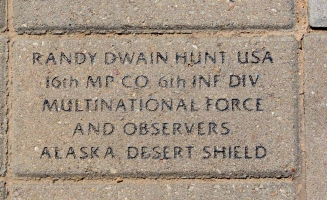 RANDY DWAIN HUNT USA
16th MP CO 6th INF DIV
MULTINATIONAL FORCE
AND OBSERVERS
ALASKA DESERT SHIELD